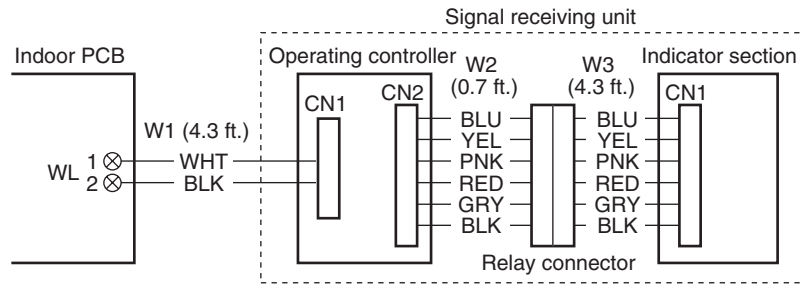 Signal receiving unit
Indoor PCB
Operating controller
W2
(0.7 ft.)
W3
(4.3 ft.)
Indicator section
CN1
CN2
CN1
W1 (4.3 ft.)
WL
1
2
WHT
BLK
BLU
YEL
PNK
RED
GRY
BLK
BLU
YEL
PNK
RED
GRY
BLK
Relay connector